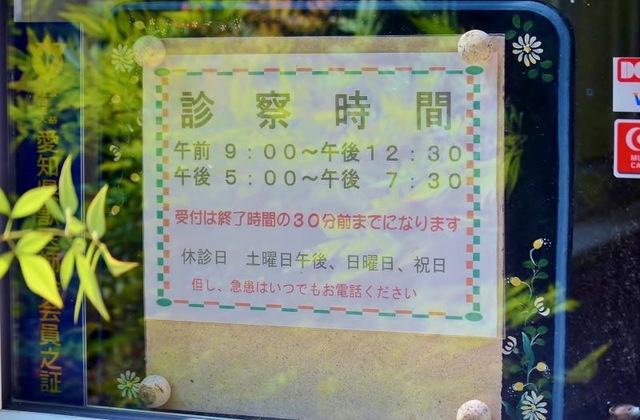 診察時間
午前 9：00～午後12：30
午後 5：00～午後 7：30
受付は終了時間の30分前までになります
休診日 土曜日午後、日曜日、祝日
但し、急患はいつでもお電話ください
愛知県
会員之証